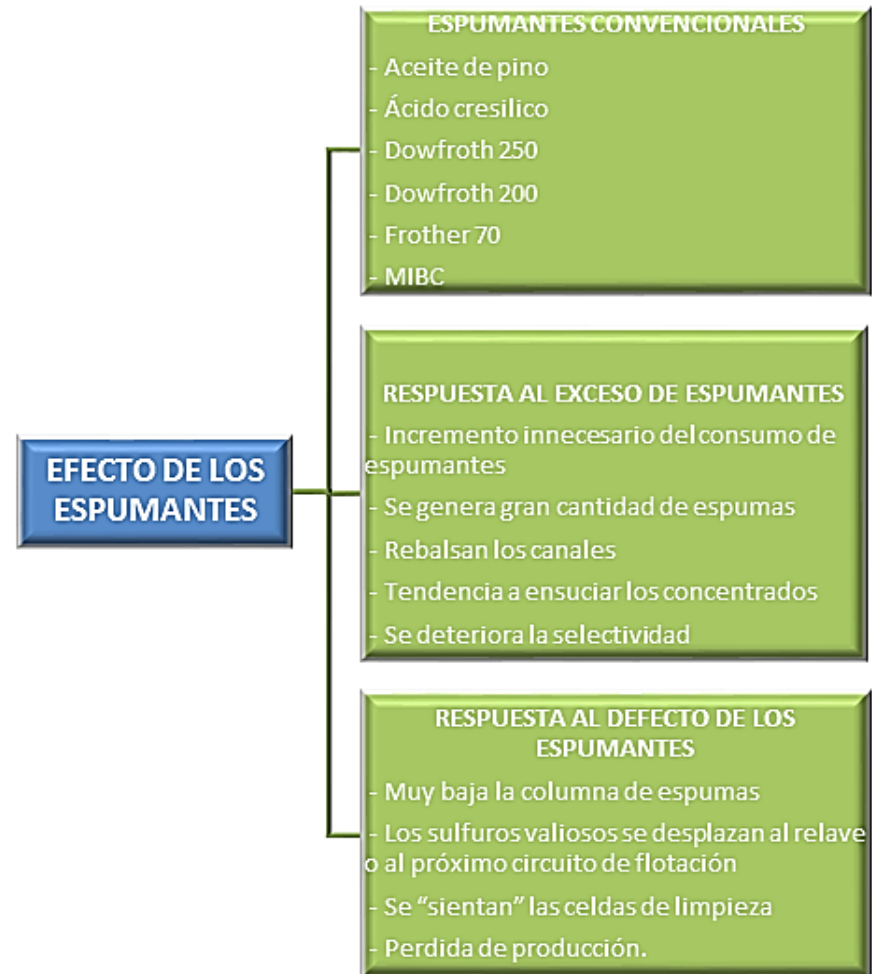 ESPUMANTES CONVENCIONALES
- Aceite de pino
- Ácido cresilico
- Dowfroth 250
- Dowfroth 200
- Frother 70
- MIBC
EFECTO DE LOS
ESPUMANTES
RESPUESTA AL EXCESO DE ESPUMANTES
- Incremento innecesario del consumo de
espumantes
- Se genera gran cantidad de espumas
- Rebalsan los canales
- Tendencia a ensuciar los concentrados
- Se deteriora la selectividad
RESPUESTA AL DEFECTO DE LOS
ESPUMANTES
- Muy baja la columna de espumas
- Los sulfuros valiosos se desplazan al relave
o al próximo circuito de flotación
- Se “sientan” las celdas de limpieza
- Perdida de producción.